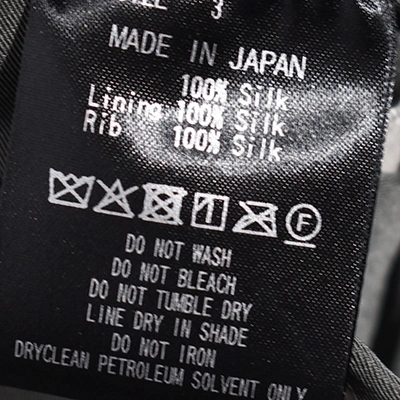 3
MADE IN JAPAN
100% Silk
Lining 100% Silk
Rib 100% Silk
F
DO NOT WASH
DO NOT BLEACH
DO NOT TUMBLE DRY
LINE DRY IN SHADE
DO NOT IRON
DRYCLEAN PETROLEUM SOLVENT ONLY